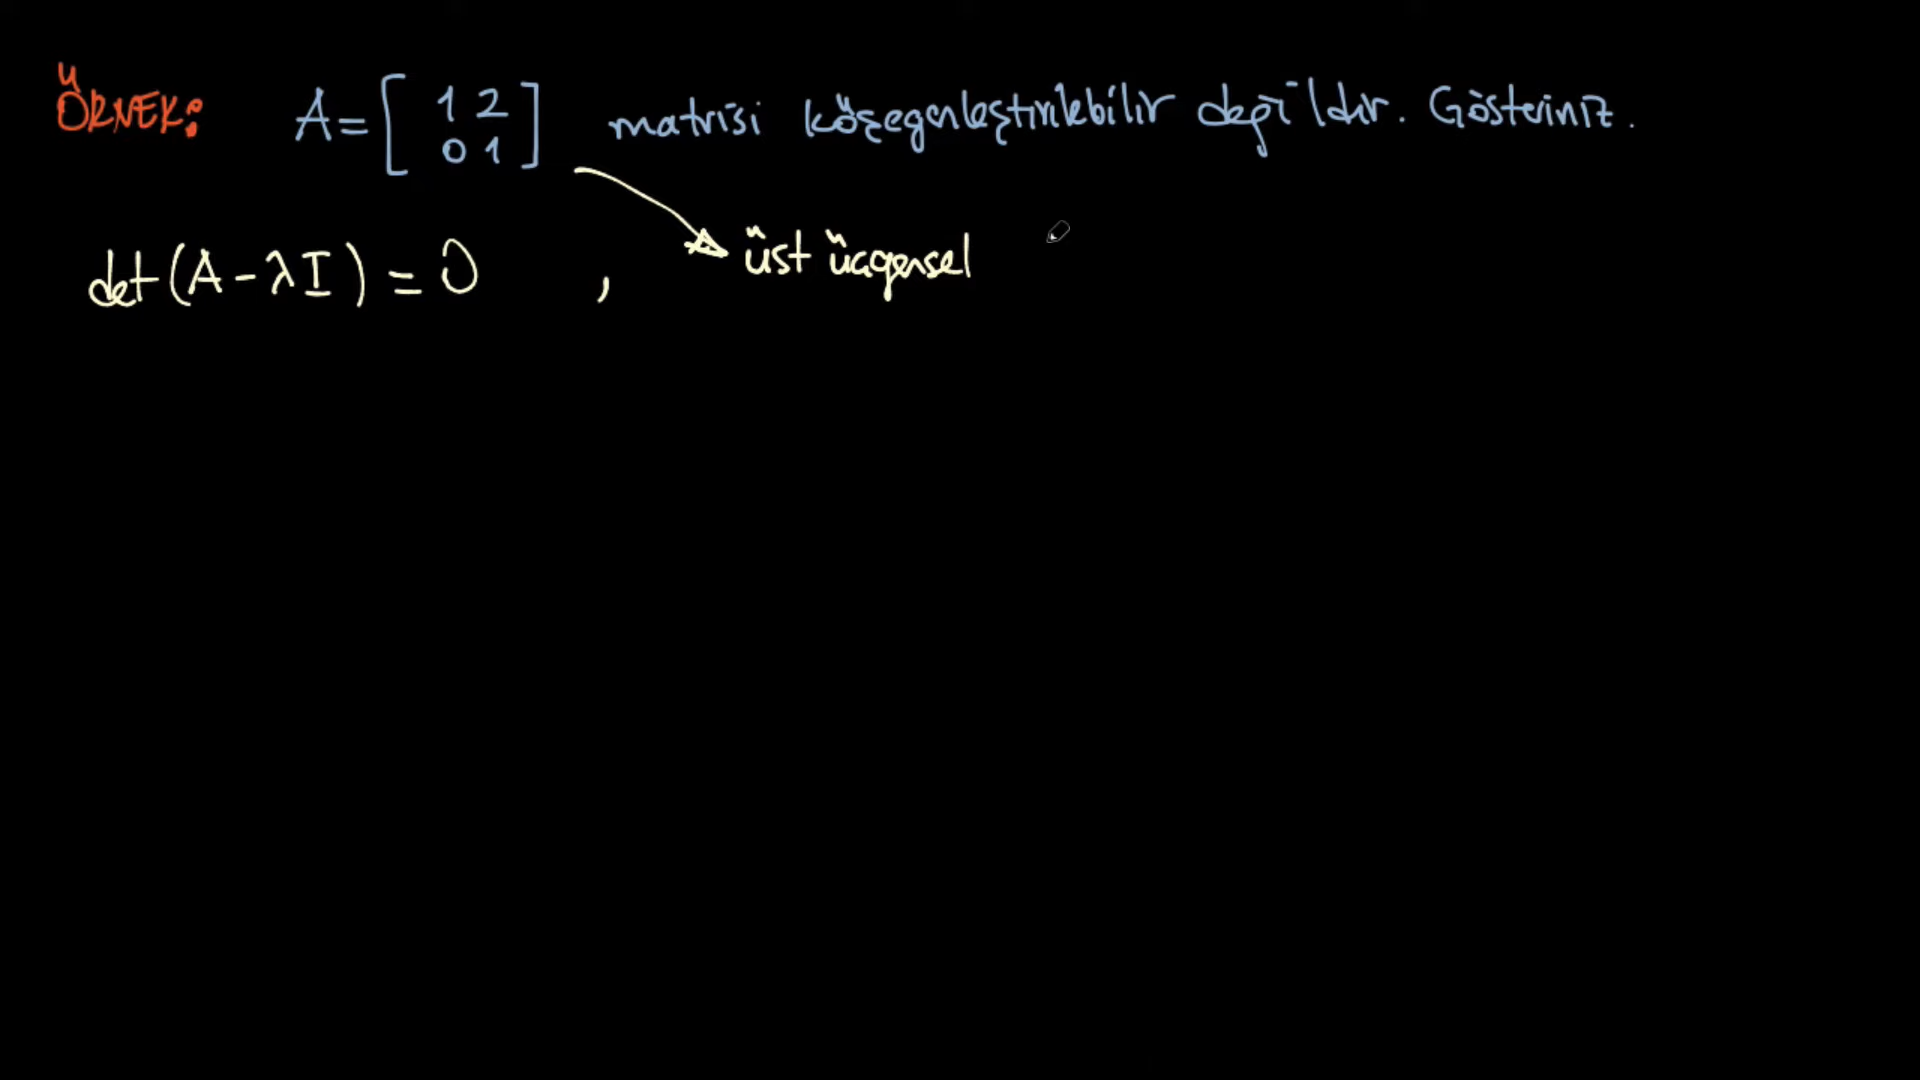 ÖRNEK: A = [ 1 2 matrisi köşegenleştirilebilir değildir. Gösteriniz.
0 1 ]
det(A - λI) = 0 , üst üçgensel